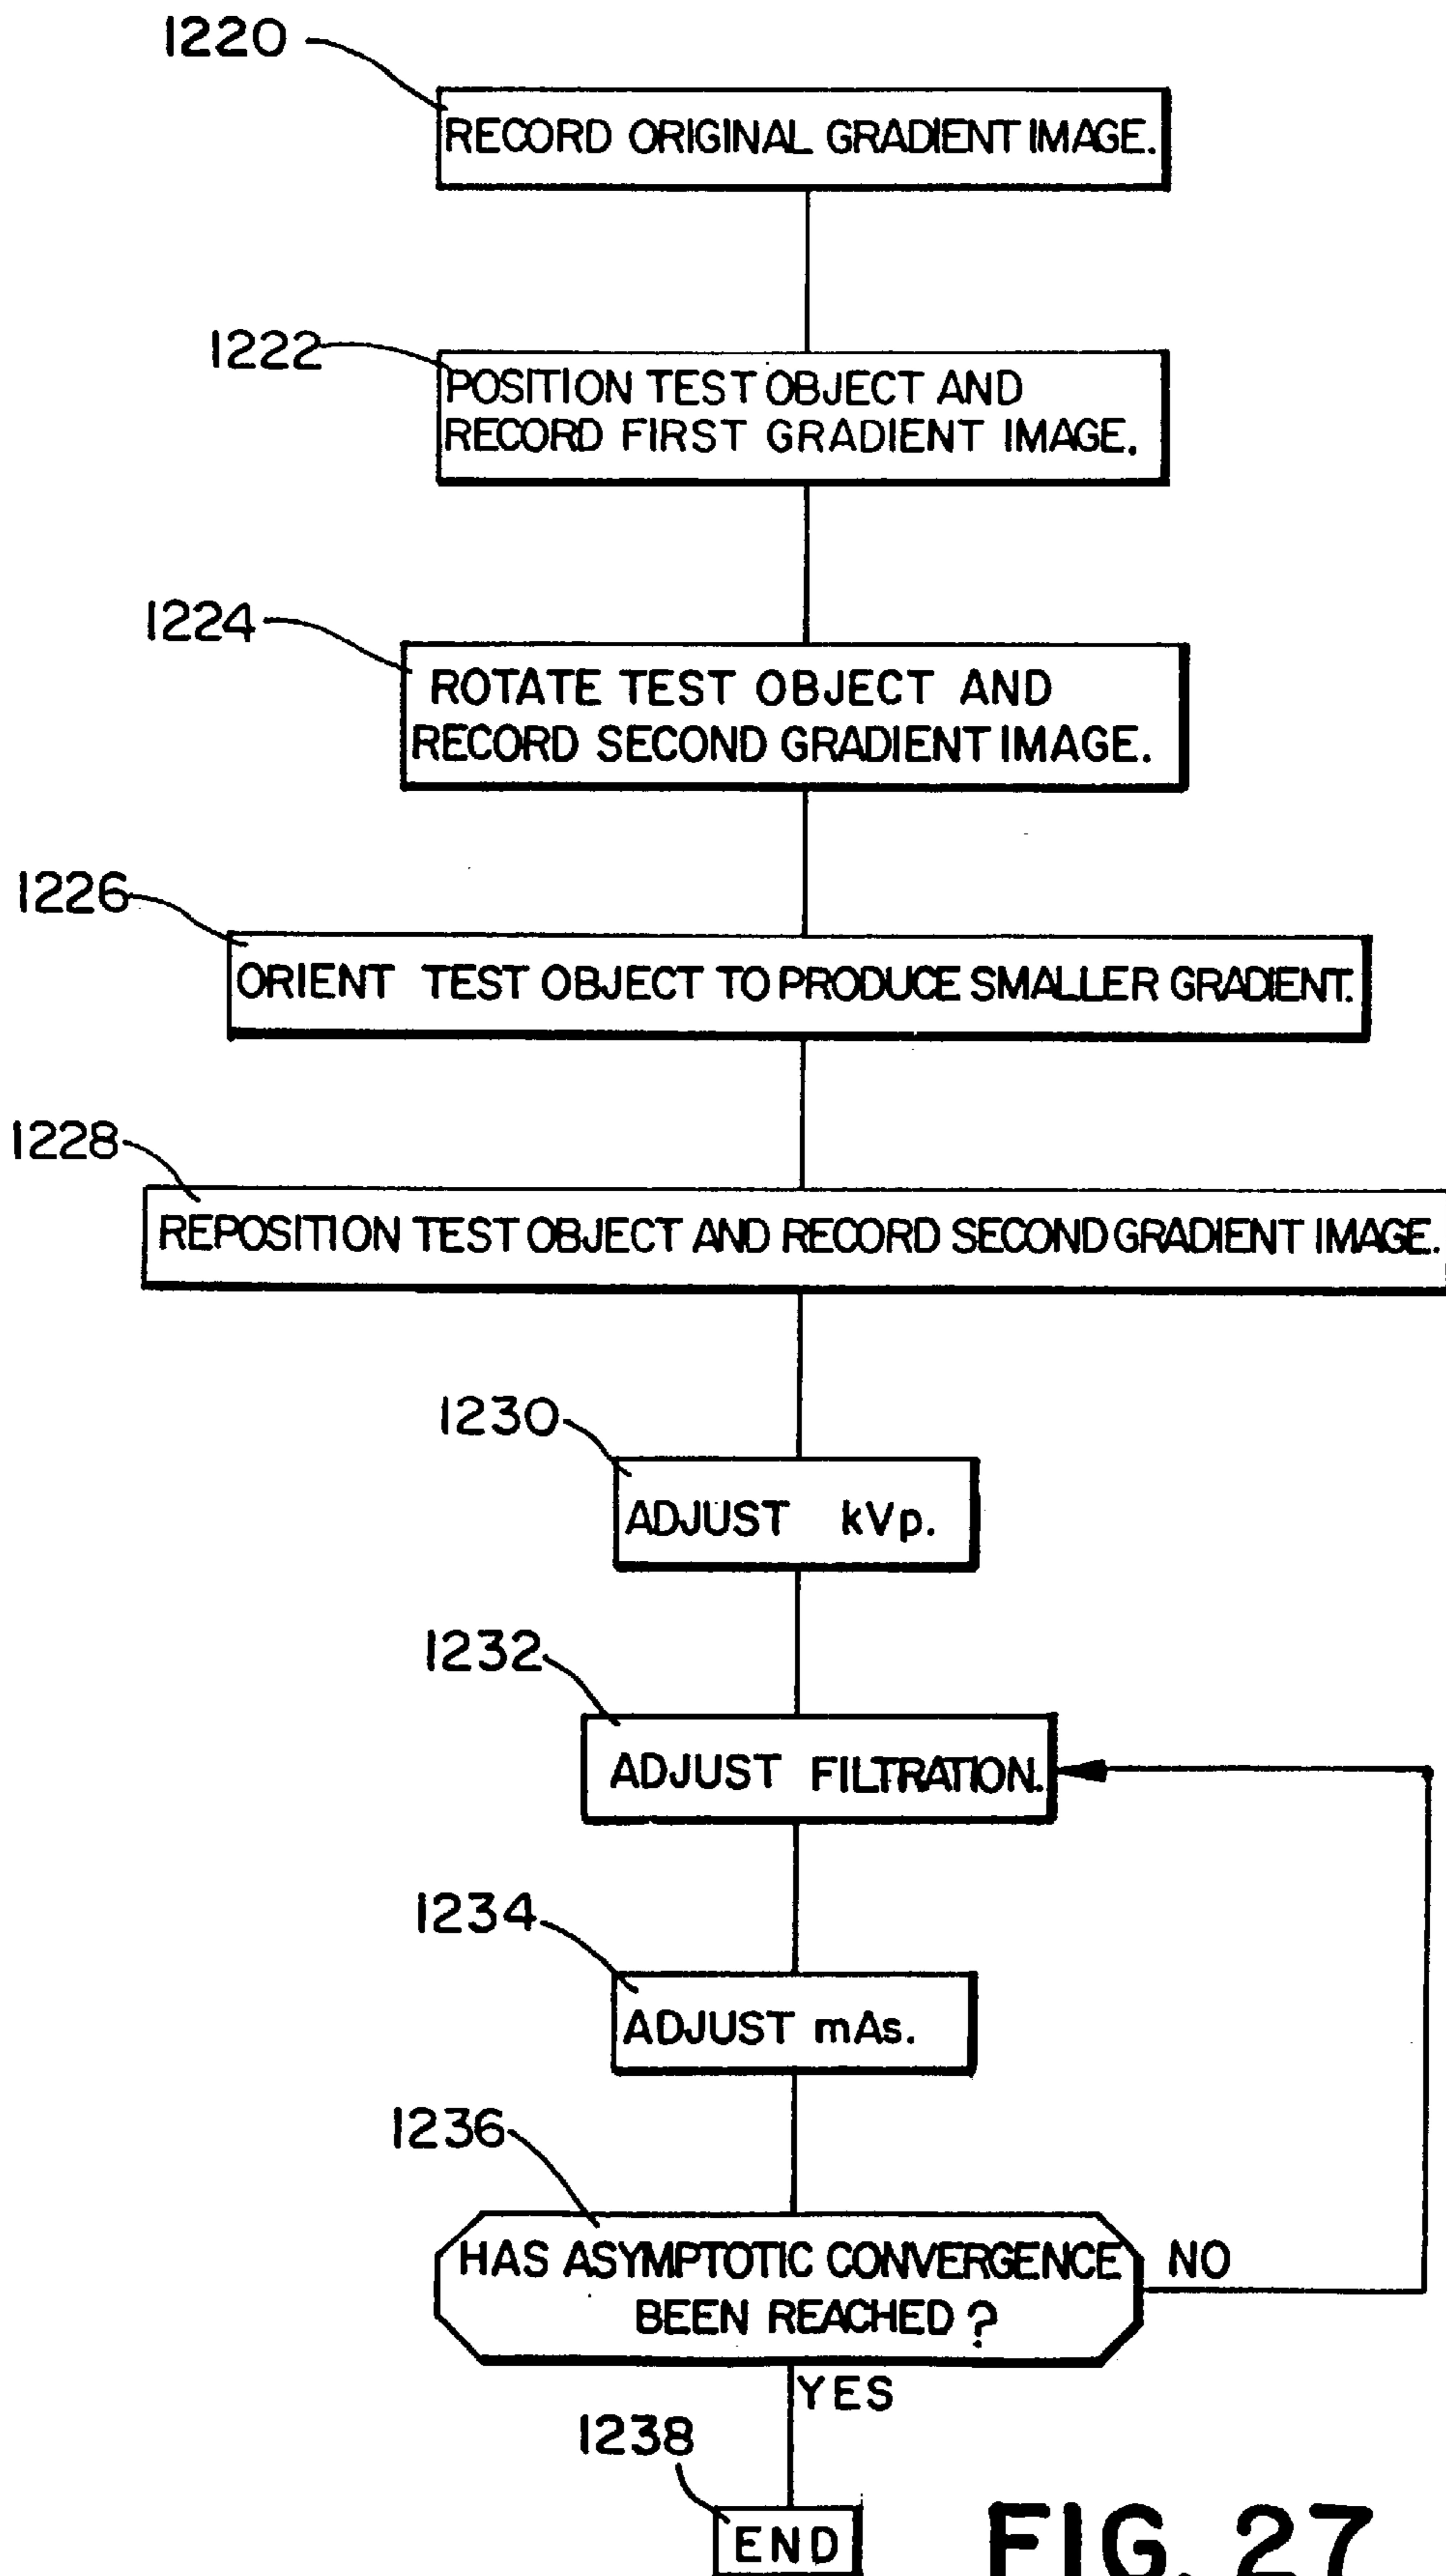 1220
RECORD ORIGINAL GRADIENT IMAGE.
1222
POSITION TEST OBJECT AND
RECORD FIRST GRADIENT IMAGE.
1224
ROTATE TEST OBJECT AND
RECORD SECOND GRADIENT IMAGE.
1226
ORIENT TEST OBJECT TO PRODUCE SMALLER GRADIENT.
1228
REPOSITION TEST OBJECT AND RECORD SECOND GRADIENT IMAGE.
1230
ADJUST kVp.
1232
ADJUST FILTRATION.
1234
ADJUST mAs.
1236
HAS ASYMPTOTIC CONVERGENCE
BEEN REACHED?
NO
YES
1238
END
FIG. 27